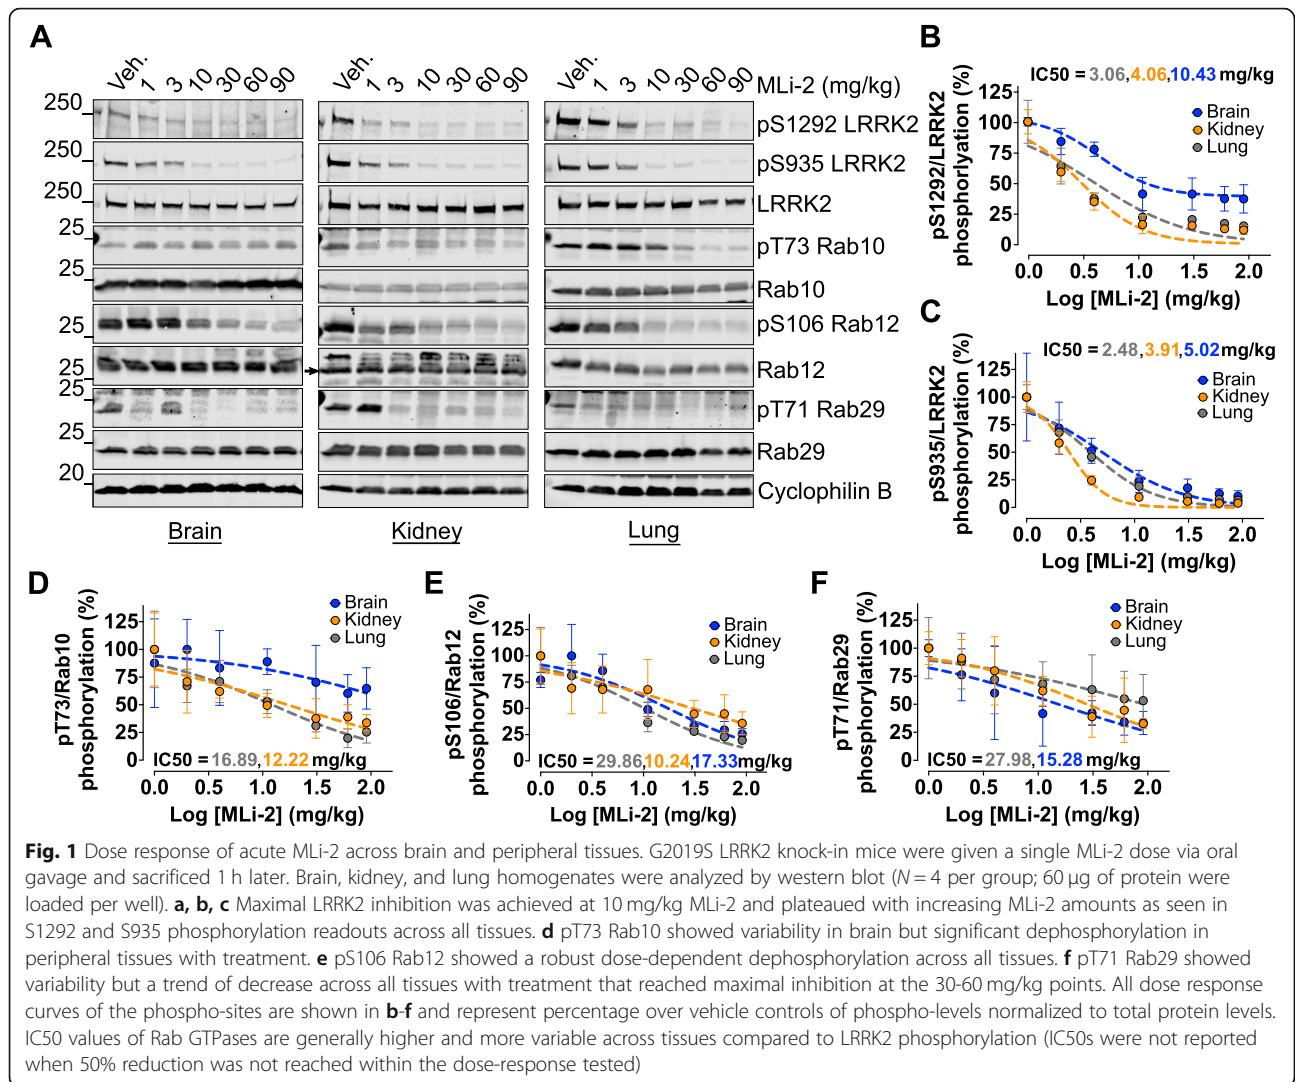 A
Veh. 1 3 10 30 60 90 Veh. 1 3 10 30 60 90 Veh. 1 3 10 30 60 90 MLi-2 (mg/kg)
250 pS1292 LRRK2
250 pS935 LRRK2
250 LRRK2
25 pT73 Rab10
25 Rab10
25 pS106 Rab12
25 Rab12
25 pT71 Rab29
25 Rab29
20 Cyclophilin B
Brain Kidney Lung
B
IC50 = 3.06,4.06,10.43 mg/kg
Brain
Kidney
Lung
pS1292/LRRK2
phosphorlyation (%)
125
100
75
50
25
0
0.0 0.5 1.0 1.5 2.0
Log [MLi-2] (mg/kg)
C
IC50 = 2.48,3.91,5.02mg/kg
Brain
Kidney
Lung
pS935/LRRK2
phosphorylation (%)
125
100
75
50
25
0
0.0 0.5 1.0 1.5 2.0
Log [MLi-2] (mg/kg)
D
Brain
Kidney
Lung
pT73/Rab10
phosphorylation (%)
125
100
75
50
25
0
IC50 = 16.89,12.22 mg/kg
0.0 0.5 1.0 1.5 2.0
Log [MLi-2] (mg/kg)
E
Brain
Kidney
Lung
pS106/Rab12
phosphorylation (%)
125
100
75
50
25
0
IC50 = 29.86,10.24,17.33mg/kg
0.0 0.5 1.0 1.5 2.0
Log [MLi-2] (mg/kg)
F
Brain
Kidney
Lung
pT71/Rab29
phosphorylation (%)
125
100
75
50
25
0
IC50 = 27.98,15.28 mg/kg
0.0 0.5 1.0 1.5 2.0
Log [MLi-2] (mg/kg)
Fig. 1 Dose response of acute MLi-2 across brain and peripheral tissues. G2019S LRRK2 knock-in mice were given a single MLi-2 dose via oral
gavage and sacrificed 1 h later. Brain, kidney, and lung homogenates were analyzed by western blot (N = 4 per group; 60 μg of protein were
loaded per well). a, b, c Maximal LRRK2 inhibition was achieved at 10 mg/kg MLi-2 and plateaued with increasing MLi-2 amounts as seen in
S1292 and S935 phosphorylation readouts across all tissues. d pT73 Rab10 showed variability in brain but significant dephosphorylation in
peripheral tissues with treatment. e pS106 Rab12 showed a robust dose-dependent dephosphorylation across all tissues. f pT71 Rab29 showed
variability but a trend of decrease across all tissues with treatment that reached maximal inhibition at the 30-60 mg/kg points. All dose response
curves of the phospho-sites are shown in b-f and represent percentage over vehicle controls of phospho-levels normalized to total protein levels.
IC50 values of Rab GTPases are generally higher and more variable across tissues compared to LRRK2 phosphorylation (IC50s were not reported
when 50% reduction was not reached within the dose-response tested)